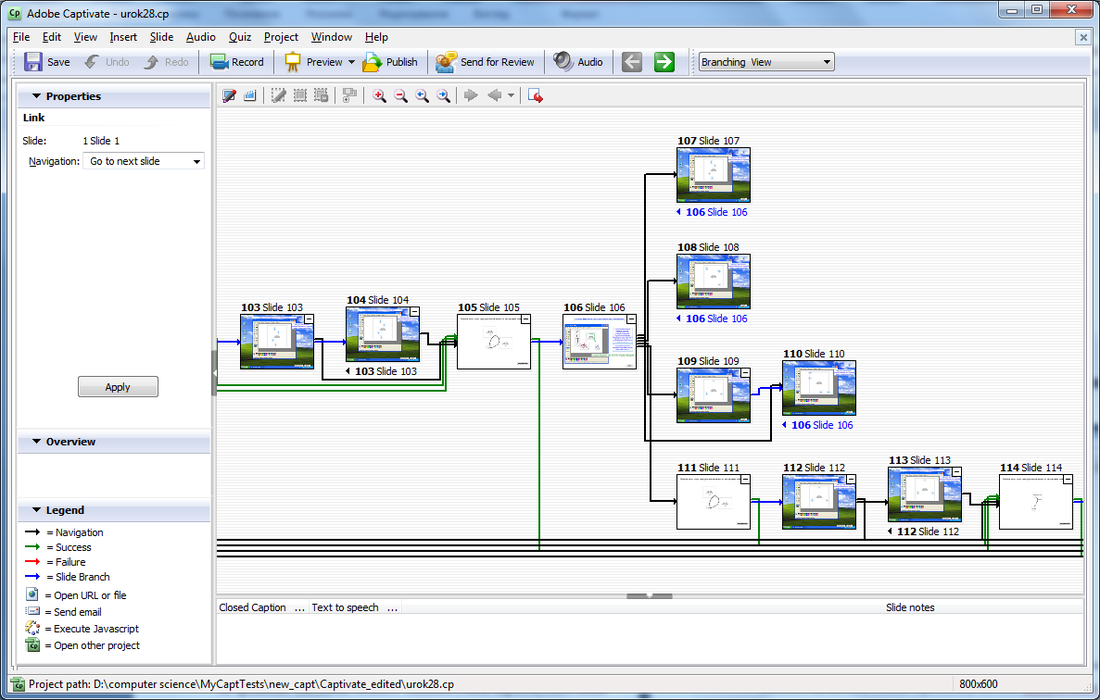 Adobe Captivate - urok28.cp
File Edit View Insert Slide Audio Quiz Project Window Help
Save Undo Redo Record Preview Publish Send for Review Audio Branching View
Properties
Link
Slide: 1 Slide 1
Navigation: Go to next slide
Apply
Overview
Legend
= Navigation
= Success
= Failure
= Slide Branch
= Open URL or file
= Send email
= Execute Javascript
= Open other project
107 Slide 107
106 Slide 106
108 Slide 108
106 Slide 106
103 Slide 103
104 Slide 104
103 Slide 103
105 Slide 105
106 Slide 106
109 Slide 109
110 Slide 110
106 Slide 106
111 Slide 111
112 Slide 112
113 Slide 113
112 Slide 112
114 Slide 114
Closed Caption ... Text to speech ... Slide notes
Project path: D:\computer science\MyCaptTests\new_capt\Captivate_edited\urok28.cp 800x600